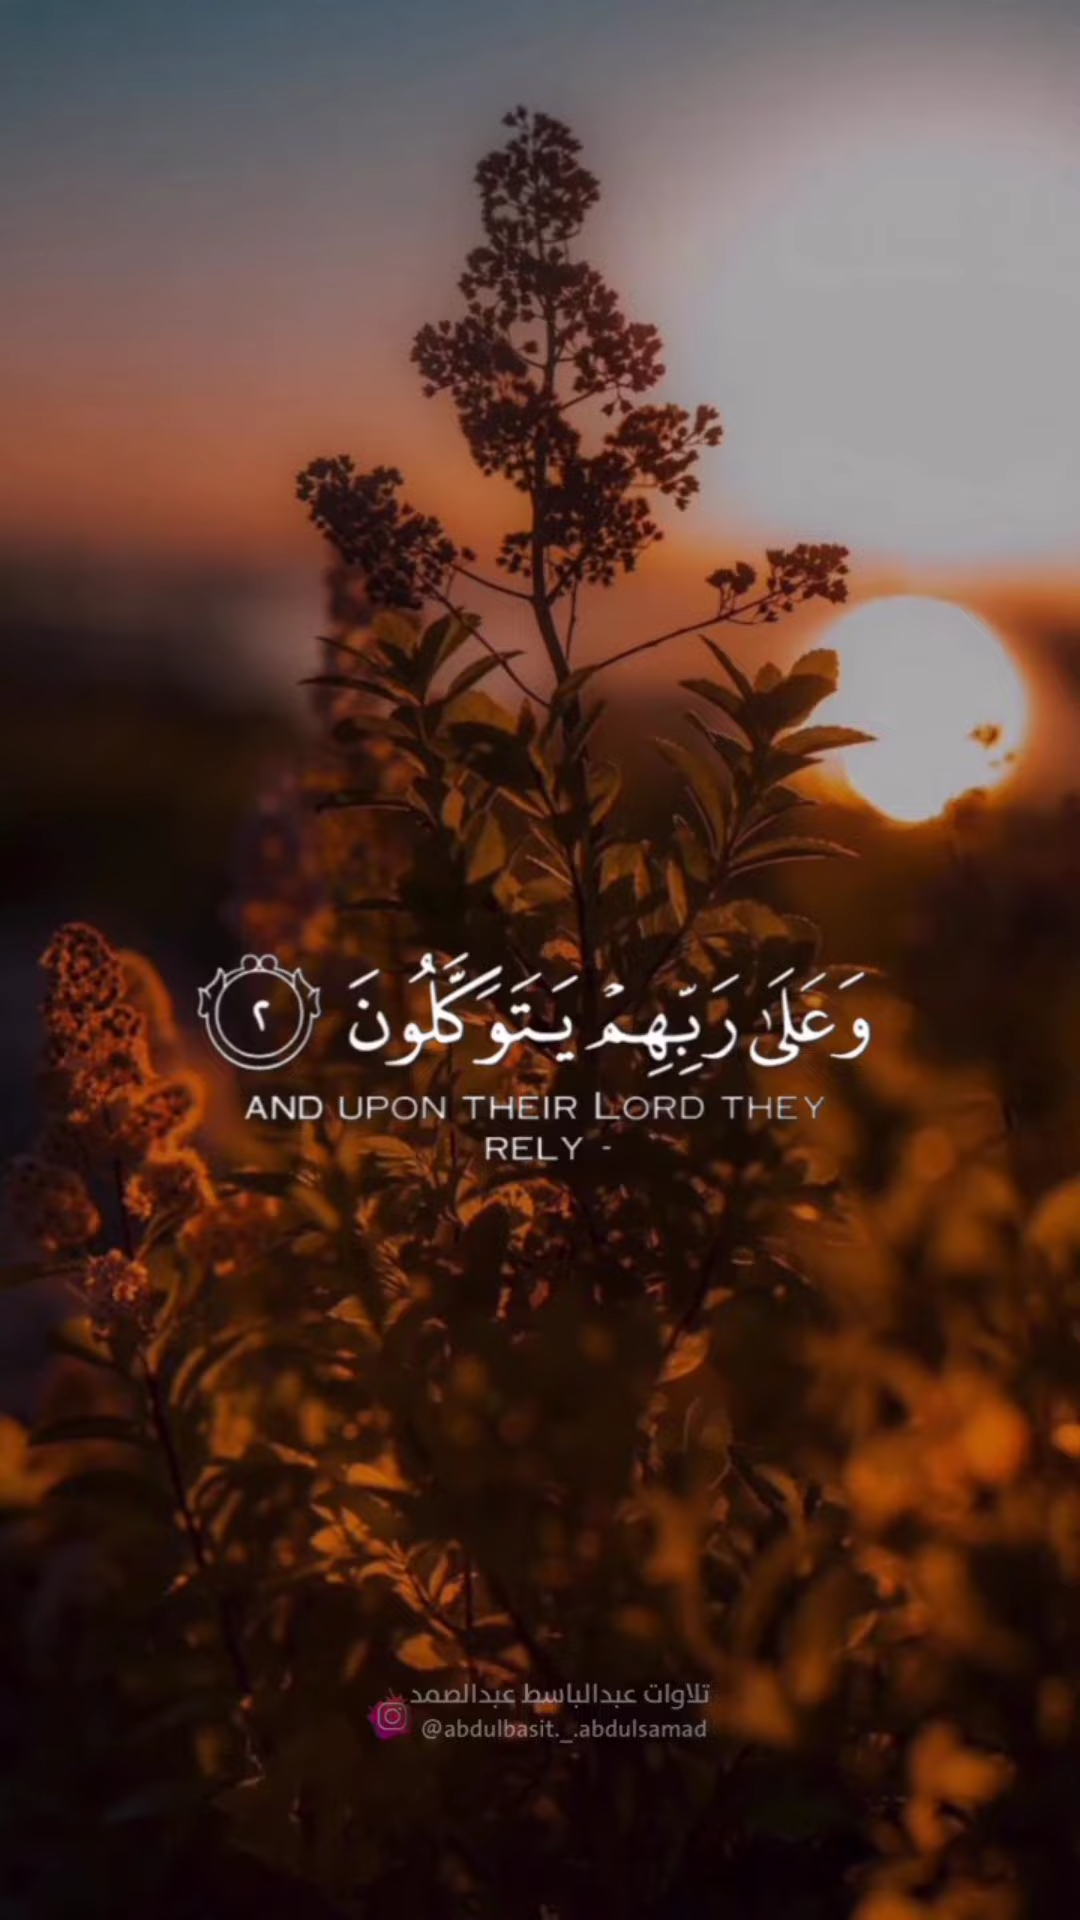 وَعَلَىٰ رَبِّهِمْ يَتَوَكَّلُونَ ٢
AND UPON THEIR LORD THEY
RELY -
تلاوات عبدالباسط عبدالصمد
@abdulbasit._.abdulsamad